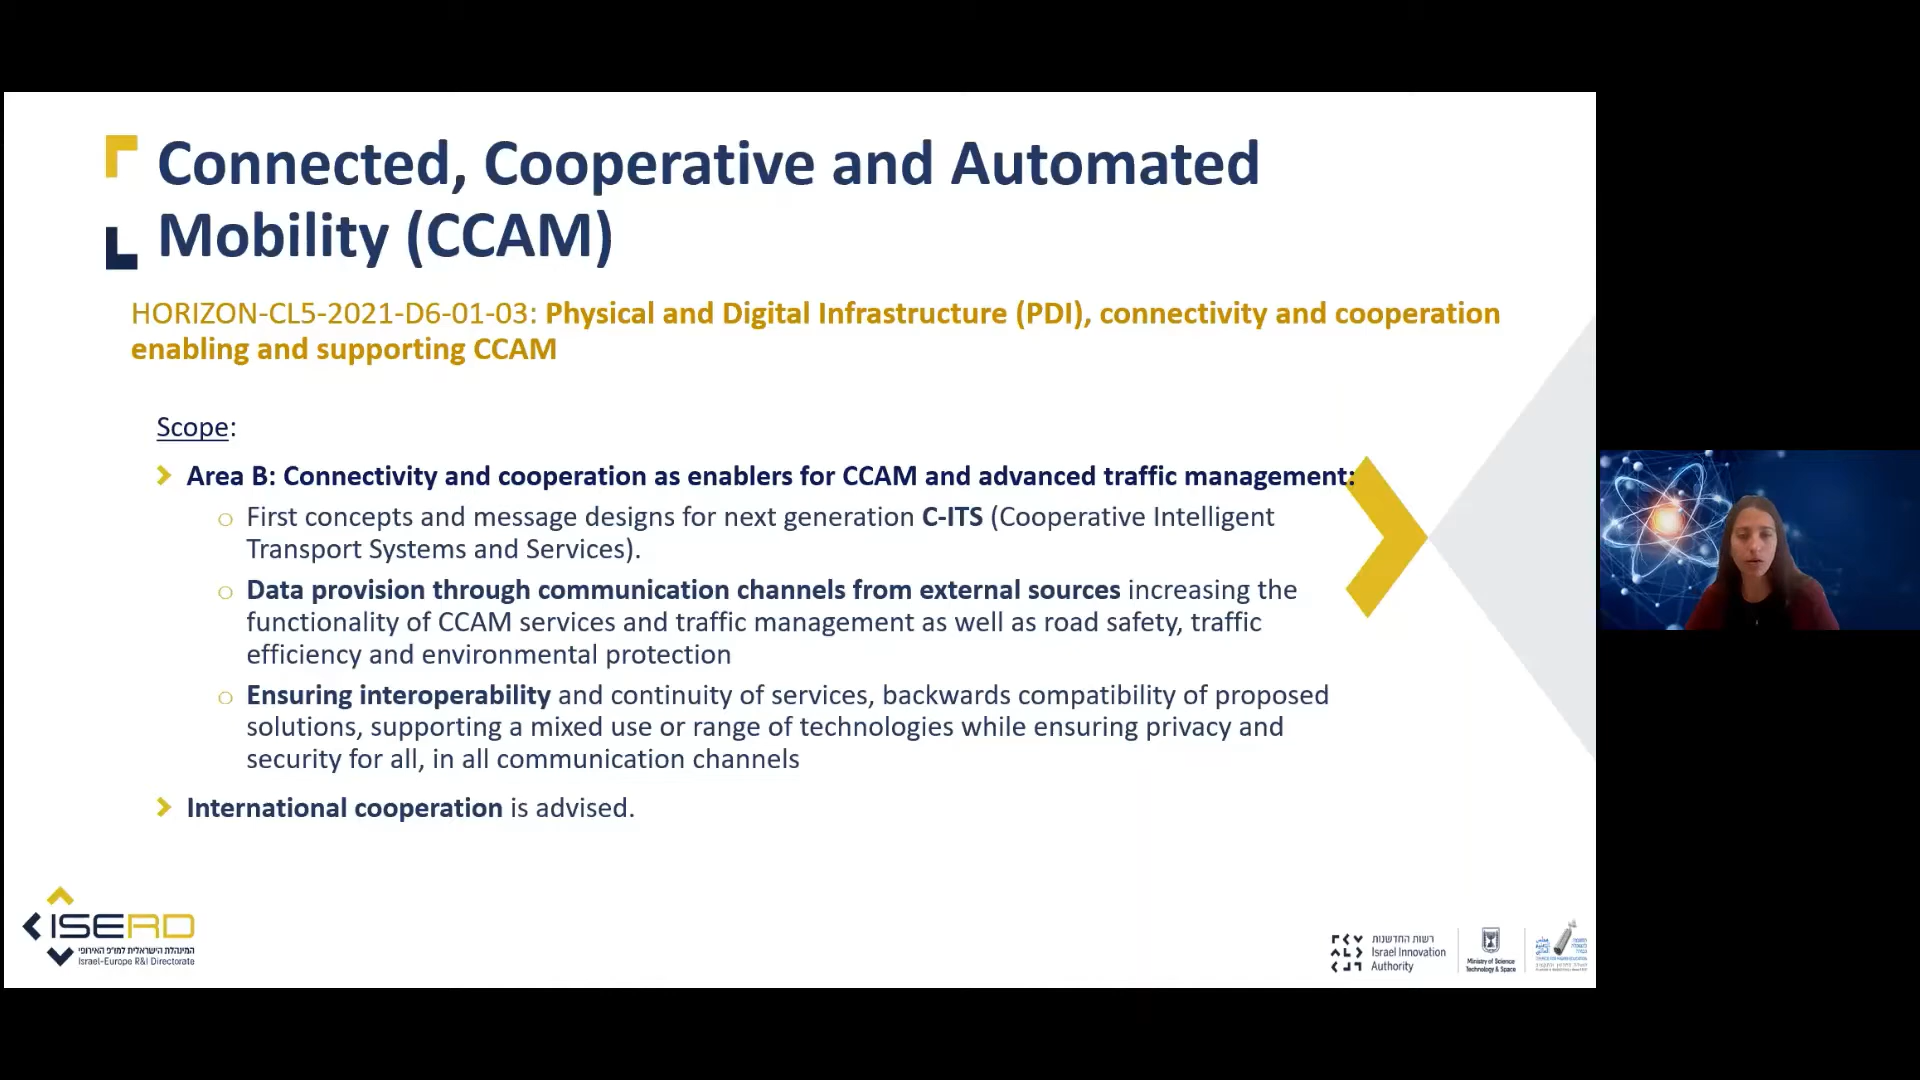 Connected, Cooperative and Automated
Mobility (CCAM)
HORIZON-CL5-2021-D6-01-03: Physical and Digital Infrastructure (PDI), connectivity and cooperation
enabling and supporting CCAM
Scope:
Area B: Connectivity and cooperation as enablers for CCAM and advanced traffic management:
First concepts and message designs for next generation C-ITS (Cooperative Intelligent
Transport Systems and Services).
Data provision through communication channels from external sources increasing the
functionality of CCAM services and traffic management as well as road safety, traffic
efficiency and environmental protection
Ensuring interoperability and continuity of services, backwards compatibility of proposed
solutions, supporting a mixed use or range of technologies while ensuring privacy and
security for all, in all communication channels
International cooperation is advised.
ISERD
המינהלת הישראלית למו״פ האירופי
Israel-Europe R&I Directorate
רשות החדשנות
Israel Innovation
Authority
Ministry of Science
Technology & Space